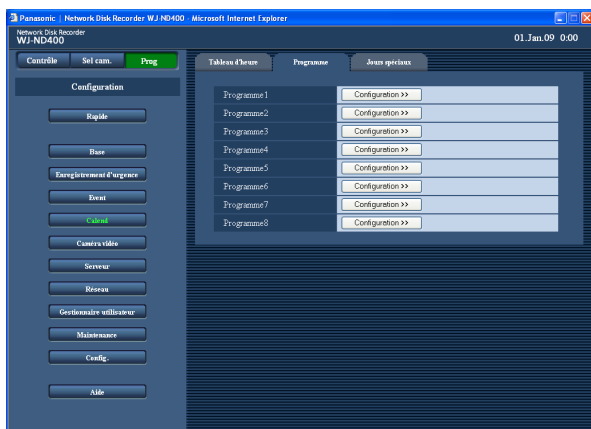 Panasonic | Network Disk Recorder WJ-ND400 - Microsoft Internet Explorer
Network Disk Recorder
WJ-ND400
01.Jan.09 0:00
Contrôle Sel cam. Prog
Tableau d'heure Programme Jours spéciaux
Configuration
Rapide
Base
Enregistrement d'urgence
Event
Calend
Caméra vidéo
Serveur
Réseau
Gestionnaire utilisateur
Maintenance
Config.
Aide
Programme1 Configuration >>
Programme2 Configuration >>
Programme3 Configuration >>
Programme4 Configuration >>
Programme5 Configuration >>
Programme6 Configuration >>
Programme7 Configuration >>
Programme8 Configuration >>